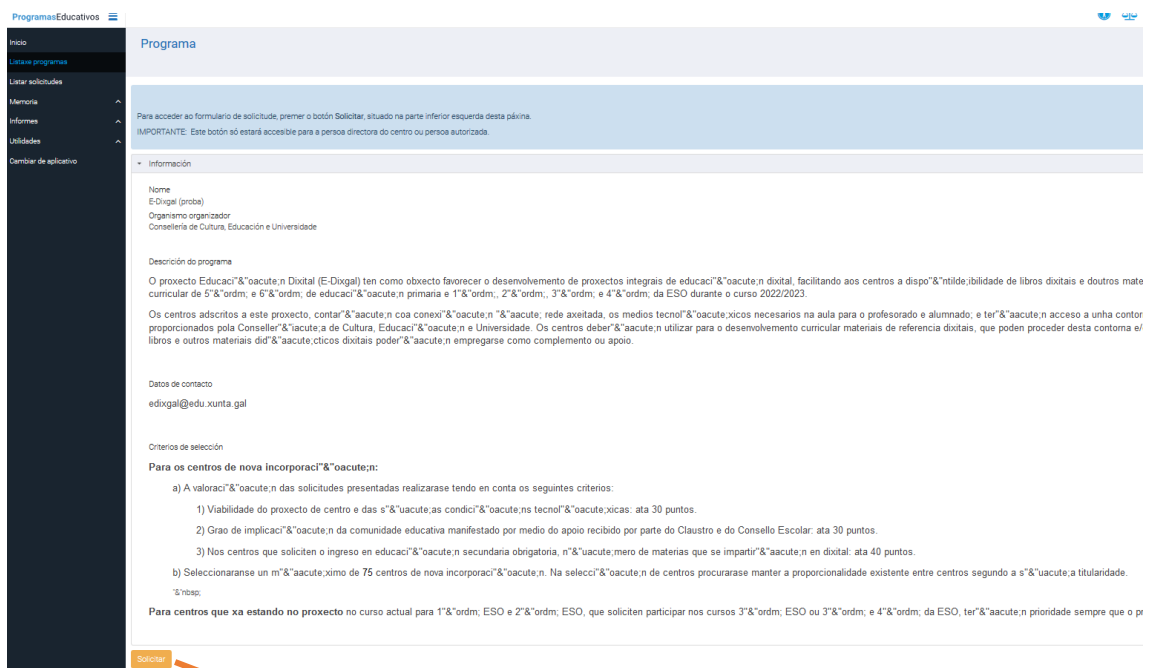 ProgramasEducativos
Inicio
Listaxe programas
Listar solicitudes
Memoria
Informes
Utilidades
Cambiar de aplicativo
Programa
Para acceder ao formulario de solicitude, premer o botón Solicitar, situado na parte inferior esquerda desta páxina.
IMPORTANTE: Este botón só estará accesible para a persoa directora do centro ou persoa autorizada.
Información
Nome
E-Dixgal (proba)
Organismo organizador
Consellería de Cultura, Educación e Universidade
Descrición do programa
O proxecto Educaci"&"oacute;n Dixital (E-Dixgal) ten como obxecto favorecer o desenvolvemento de proxectos integrais de educaci"&"oacute;n dixital, facilitando aos centros a dispo"&"ntilde;ibilidade de libros dixitais e doutros mate
curricular de 5"&"ordm; e 6"&"ordm; de educaci"&"oacute;n primaria e 1"&"ordm;, 2"&"ordm;, 3"&"ordm; e 4"&"ordm; da ESO durante o curso 2022/2023.
Os centros adscritos a este proxecto, contar"&"aacute;n coa conexi"&"oacute;n "&"aacute; rede axeitada, os medios tecnol"&"oacute;xicos necesarios na aula para o profesorado e alumnado; e ter"&"aacute;n acceso a unha contor
proporcionados pola Conseller"&"iacute;a de Cultura, Educaci"&"oacute;n e Universidade. Os centros deber"&"aacute;n utilizar para o desenvolvemento curricular materiais de referencia dixitais, que poden proceder desta contorna e/
libros e outros materiais did"&"aacute;cticos dixitais poder"&"aacute;n empregarse como complemento ou apoio.
Datos de contacto
edixgal@edu.xunta.gal
Criterios de selección
Para os centros de nova incorporaci"&"oacute;n:
a) A valoraci"&"oacute;n das solicitudes presentadas realizarase tendo en conta os seguintes criterios:
1) Viabilidade do proxecto de centro e das s"&"uacute;as condici"&"oacute;ns tecnol"&"oacute;xicas: ata 30 puntos.
2) Grao de implicaci"&"oacute;n da comunidade educativa manifestado por medio do apoio recibido por parte do Claustro e do Consello Escolar: ata 30 puntos.
3) Nos centros que soliciten o ingreso en educaci"&"oacute;n secundaria obrigatoria, n"&"uacute;mero de materias que se impartir"&"aacute;n en dixital: ata 40 puntos.
b) Seleccionaranse un m"&"aacute;ximo de 75 centros de nova incorporaci"&"oacute;n. Na selecci"&"oacute;n de centros procurarase manter a proporcionalidade existente entre centros segundo a s"&"uacute;a titularidade.
"&"nbsp;
Para centros que xa estando no proxecto no curso actual para 1"&"ordm; ESO e 2"&"ordm; ESO, que soliciten participar nos cursos 3"&"ordm; ESO ou 3"&"ordm; e 4"&"ordm; da ESO, ter"&"aacute;n prioridade sempre que o pr
Solicitar